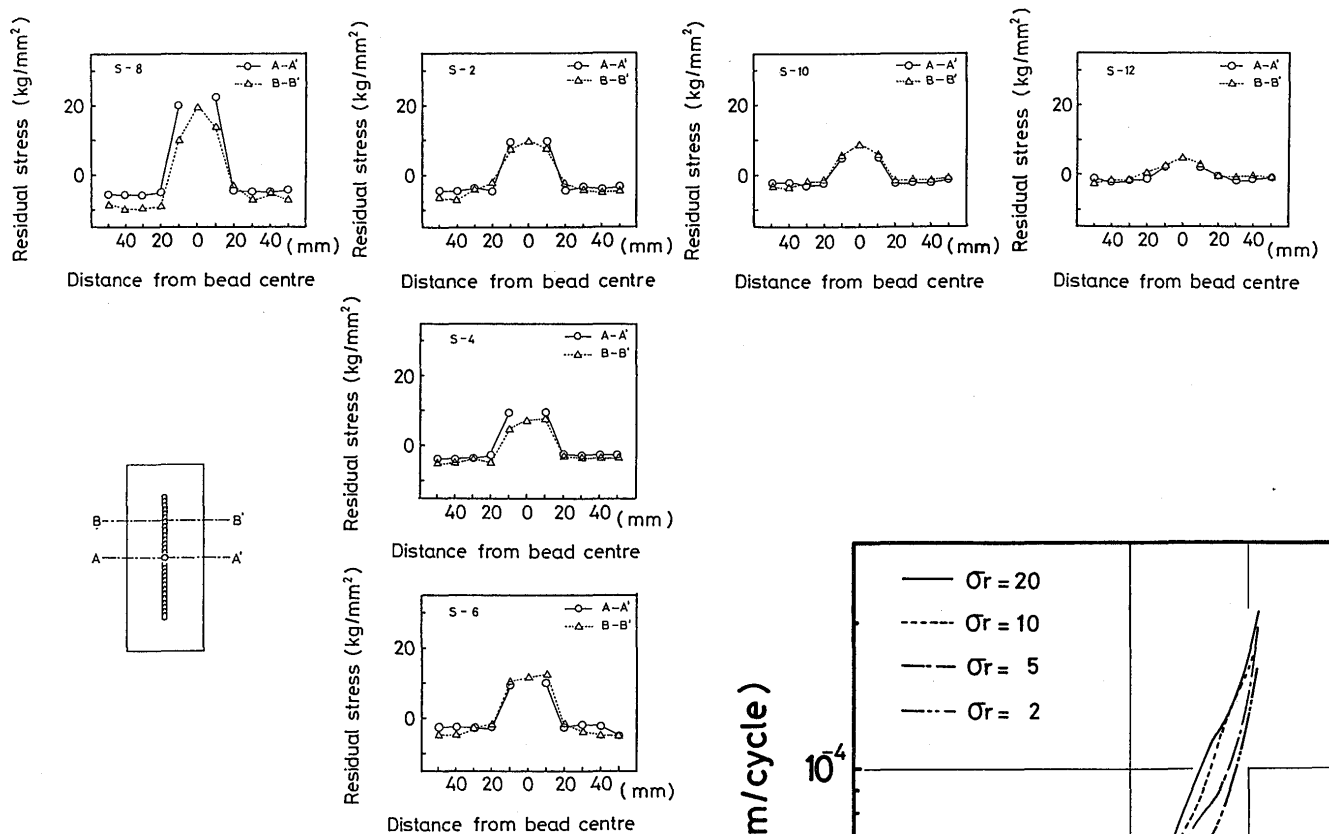 Residual stress (kg/mm²)
S-8
A-A'
B-B'
20
0
40 20 0 20 40 (mm)
Distance from bead centre
Residual stress (kg/mm²)
S-2
A-A'
B-B'
20
0
40 20 0 20 40 (mm)
Distance from bead centre
Residual stress (kg/mm²)
S-10
A-A'
B-B'
20
0
40 20 0 20 40 (mm)
Distance from bead centre
Residual stress (kg/mm²)
S-12
A-A'
B-B'
20
0
40 20 0 20 40 (mm)
Distance from bead centre
Residual stress (kg/mm²)
S-4
A-A'
B-B'
20
0
40 20 0 20 40 (mm)
Distance from bead centre
B B'
A A'
Residual stress (kg/mm²)
S-6
A-A'
B-B'
20
0
40 20 0 20 40 (mm)
Distance from bead centre
σr = 20
σr = 10
σr = 5
σr = 2
10⁻⁴
m/cycle)